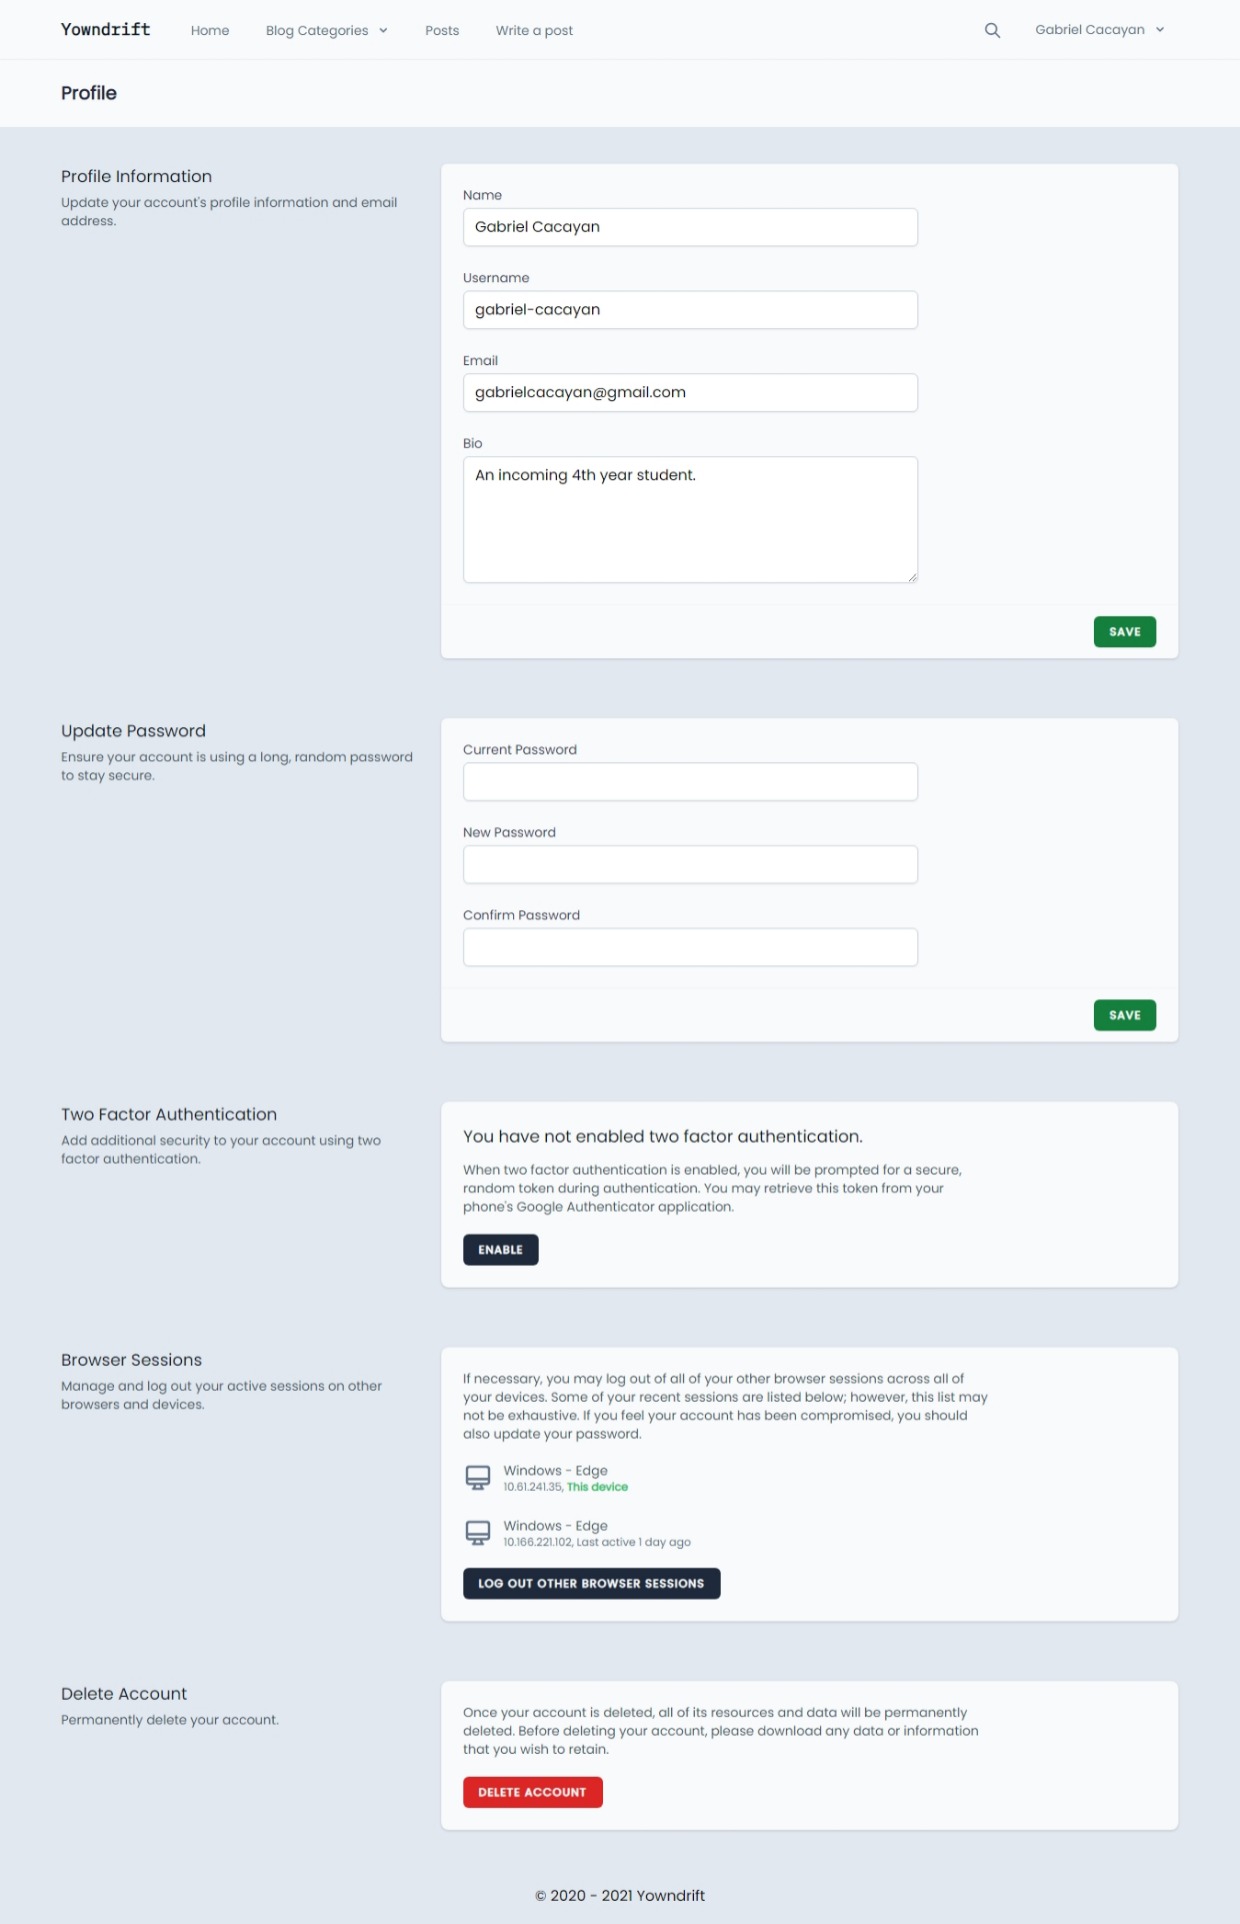 Yowndrift
Home
Blog Categories
Posts
Write a post
Gabriel Cacayan
Profile
Profile Information
Update your account's profile information and email
address.
Name
Gabriel Cacayan
Username
gabriel-cacayan
Email
gabrielcacayan@gmail.com
Bio
An incoming 4th year student.
SAVE
Update Password
Ensure your account is using a long, random password
to stay secure.
Current Password
New Password
Confirm Password
SAVE
Two Factor Authentication
Add additional security to your account using two
factor authentication.
You have not enabled two factor authentication.
When two factor authentication is enabled, you will be prompted for a secure,
random token during authentication. You may retrieve this token from your
phone's Google Authenticator application.
ENABLE
Browser Sessions
Manage and log out your active sessions on other
browsers and devices.
If necessary, you may log out of all of your other browser sessions across all of
your devices. Some of your recent sessions are listed below; however, this list may
not be exhaustive. If you feel your account has been compromised, you should
also update your password.
Windows - Edge
10.61.241.35, This device
Windows - Edge
10.166.221.102, Last active 1 day ago
LOG OUT OTHER BROWSER SESSIONS
Delete Account
Permanently delete your account.
Once your account is deleted, all of its resources and data will be permanently
deleted. Before deleting your account, please download any data or information
that you wish to retain.
DELETE ACCOUNT
© 2020 - 2021 Yowndrift